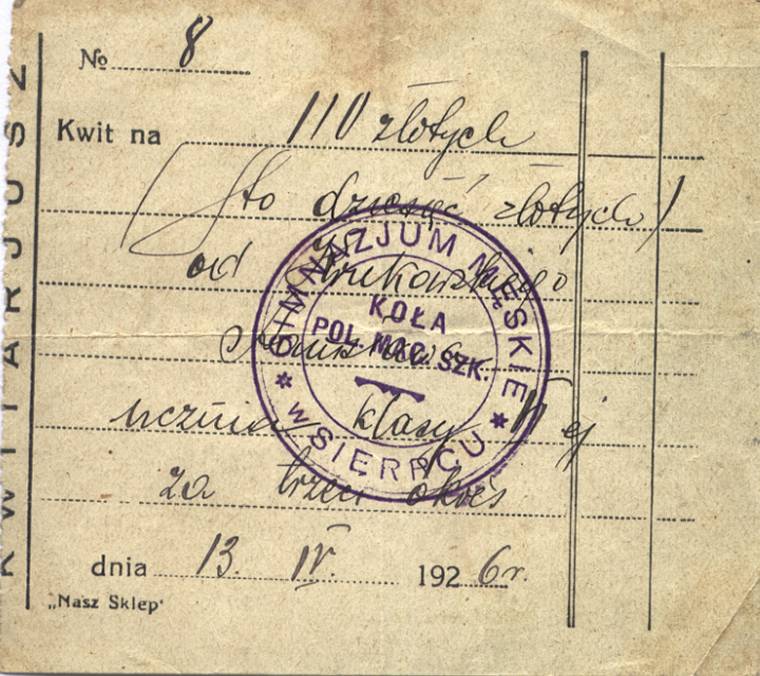 KWITARJUSZ
№ 8
Kwit na 110 złotych
(sto dziesięć złotych)
od
ucznia klasy
za trzeci okres
dnia 13. IV. 1926 r.
„Nasz Sklep"
GIMNAZJUM MĘSKIE
KOŁA
POL. MAC. SZK.
* w SIERPCU *